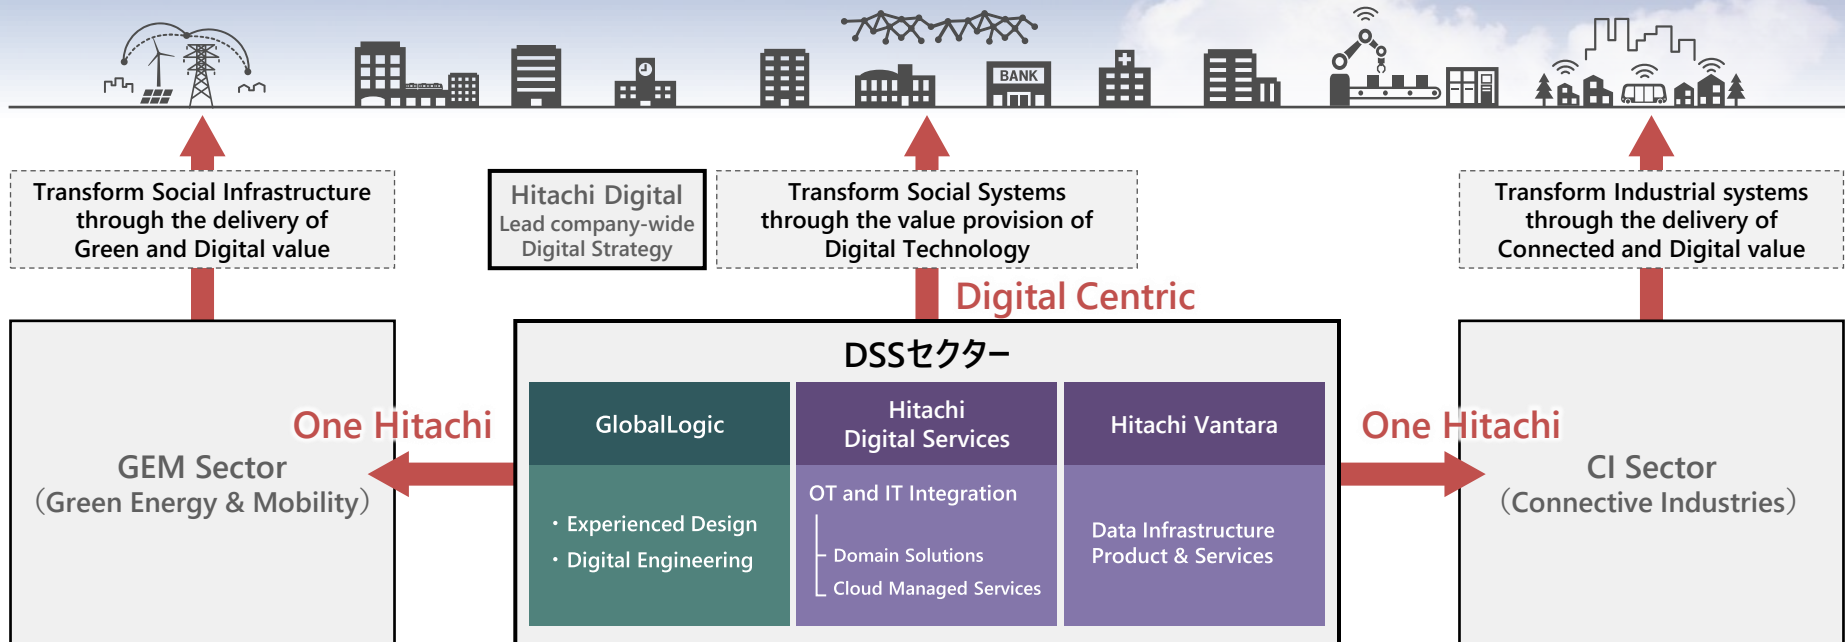 BANK
Transform Social Infrastructure
through the delivery of
Green and Digital value
Hitachi Digital
Lead company-wide
Digital Strategy
Transform Social Systems
through the value provision of
Digital Technology
Transform Industrial systems
through the delivery of
Connected and Digital value
Digital Centric
DSSセクター
One Hitachi
GEM Sector
（Green Energy & Mobility）
GlobalLogic
・Experienced Design
・Digital Engineering
Hitachi
Digital Services
OT and IT Integration
Domain Solutions
Cloud Managed Services
Hitachi Vantara
Data Infrastructure
Product & Services
One Hitachi
CI Sector
（Connective Industries）